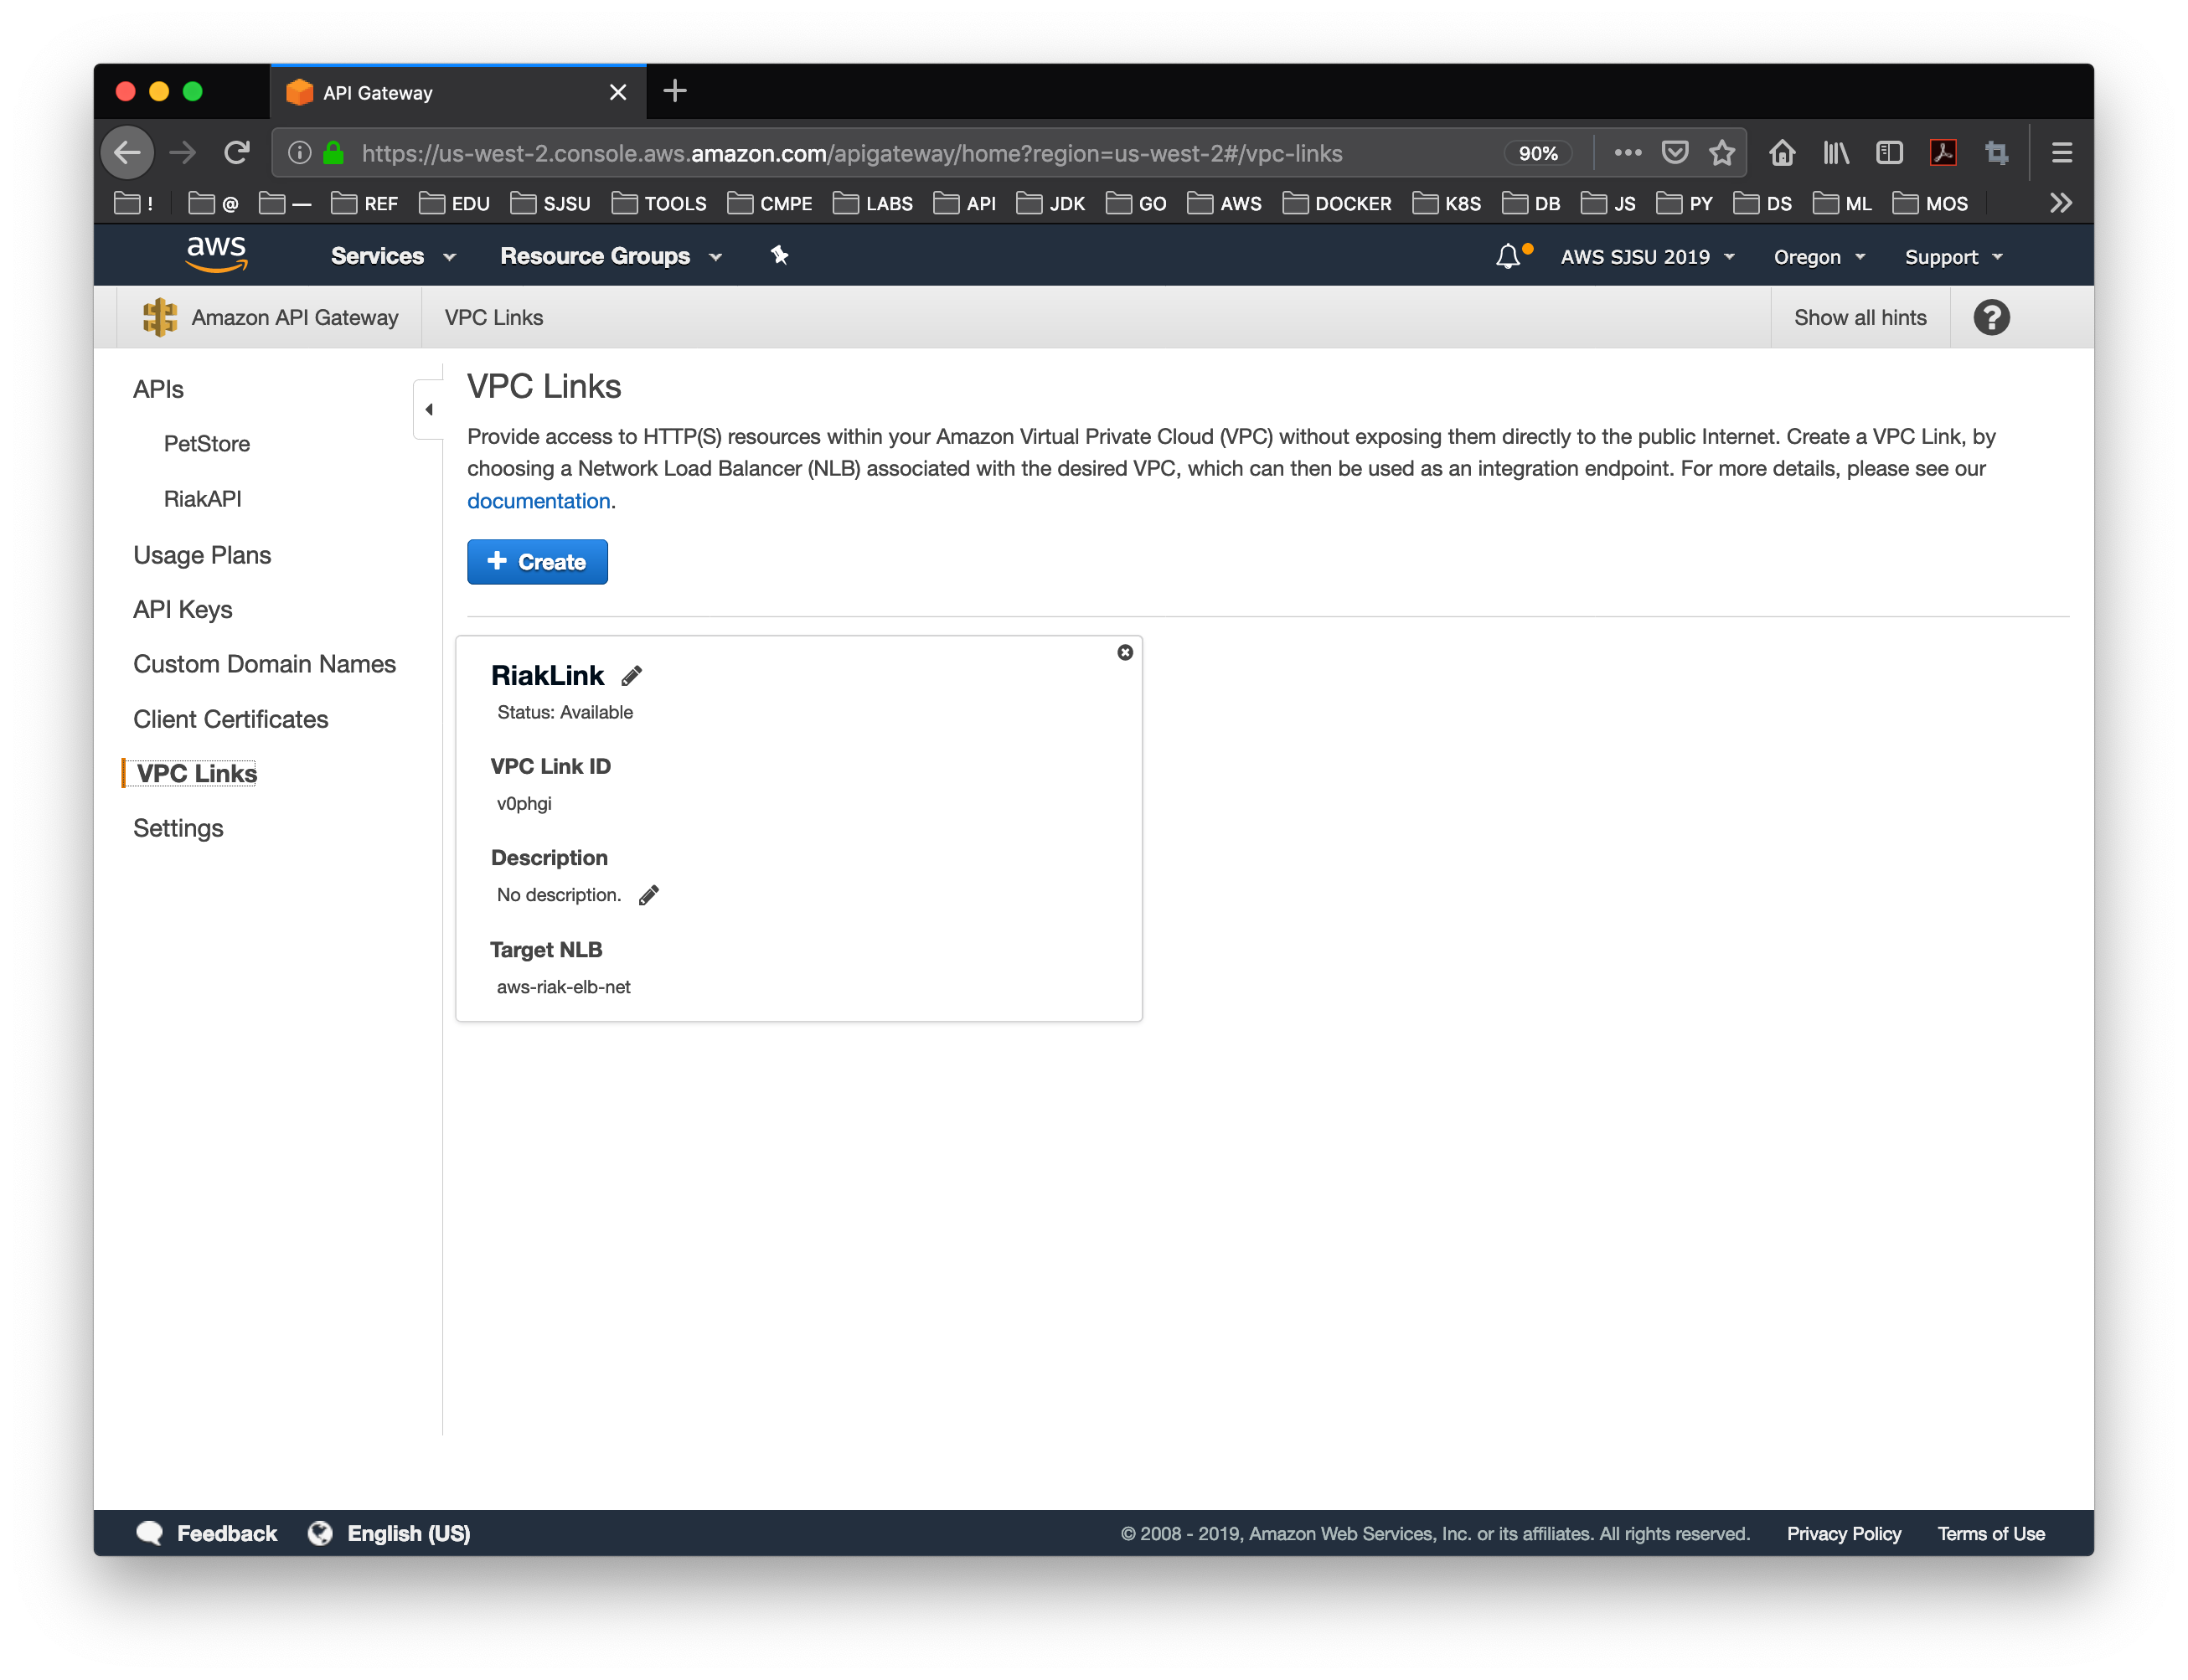 API Gateway
https://us-west-2.console.aws.amazon.com/apigateway/home?region=us-west-2#/vpc-links
90%
! @ — REF EDU SJSU TOOLS CMPE LABS API JDK GO AWS DOCKER K8S DB JS PY DS ML MOS
aws Services Resource Groups AWS SJSU 2019 Oregon Support
Amazon API Gateway VPC Links Show all hints ?
APIs
PetStore
RiakAPI
Usage Plans
API Keys
Custom Domain Names
Client Certificates
VPC Links
Settings
VPC Links
Provide access to HTTP(S) resources within your Amazon Virtual Private Cloud (VPC) without exposing them directly to the public Internet. Create a VPC Link, by
choosing a Network Load Balancer (NLB) associated with the desired VPC, which can then be used as an integration endpoint. For more details, please see our
documentation.
+ Create
RiakLink
Status: Available
VPC Link ID
v0phgi
Description
No description.
Target NLB
aws-riak-elb-net
Feedback English (US) © 2008 - 2019, Amazon Web Services, Inc. or its affiliates. All rights reserved. Privacy Policy Terms of Use